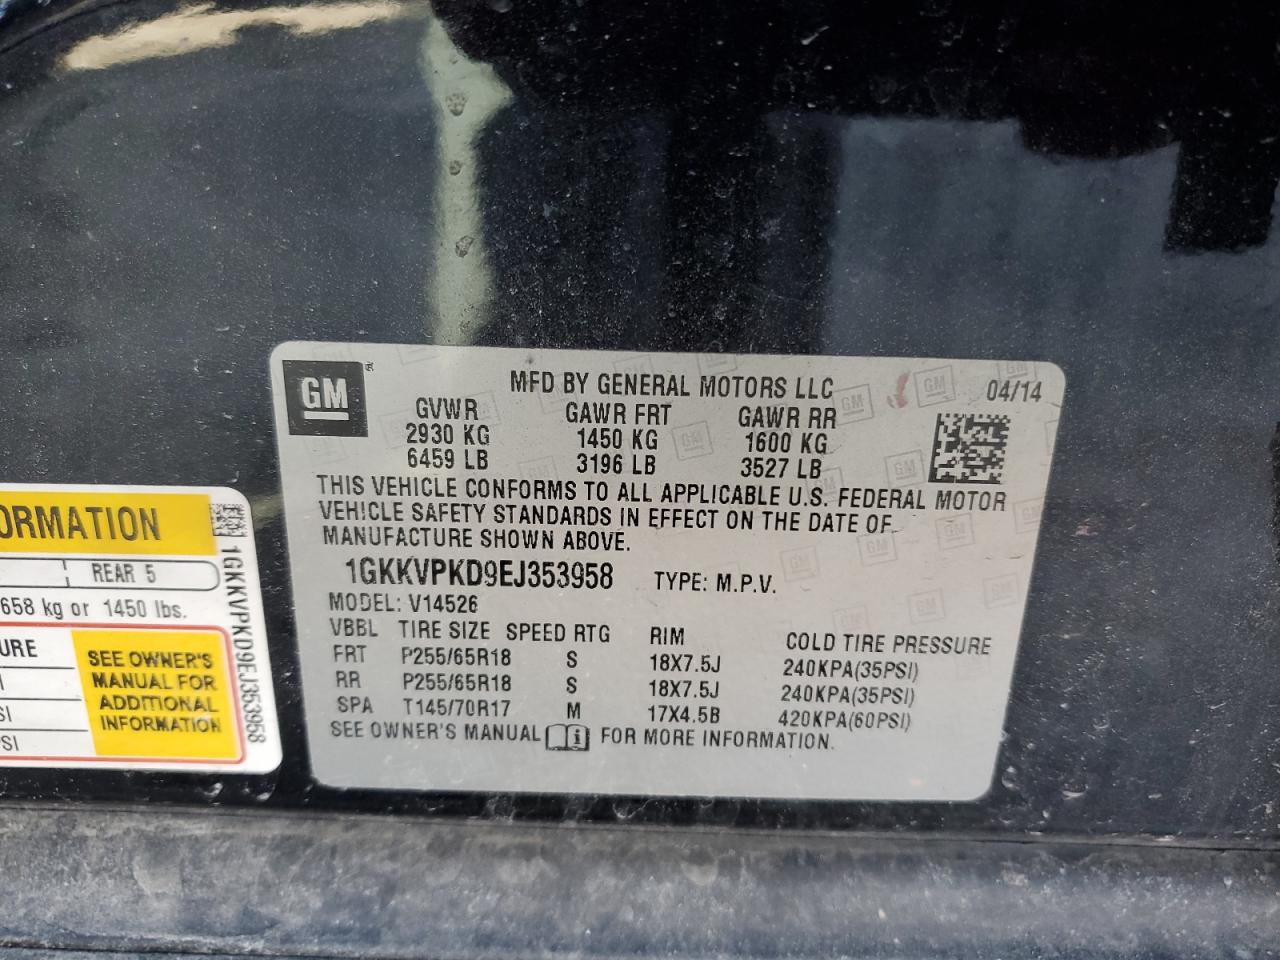 GM
MFD BY GENERAL MOTORS LLC
04/14
GVWR GAWR FRT GAWR RR
2930 KG 1450 KG 1600 KG
6459 LB 3196 LB 3527 LB
THIS VEHICLE CONFORMS TO ALL APPLICABLE U.S. FEDERAL MOTOR
VEHICLE SAFETY STANDARDS IN EFFECT ON THE DATE OF
MANUFACTURE SHOWN ABOVE.
1GKKVPKD9EJ353958 TYPE: M.P.V.
MODEL: V14526
VBBL TIRE SIZE SPEED RTG RIM COLD TIRE PRESSURE
FRT P255/65R18 S 18X7.5J 240KPA(35PSI)
RR P255/65R18 S 18X7.5J 240KPA(35PSI)
SPA T145/70R17 M 17X4.5B 420KPA(60PSI)
SEE OWNER'S MANUAL i FOR MORE INFORMATION.
ORMATION
REAR 5
658 kg or 1450 lbs.
URE
SI
PSI
SEE OWNER'S
MANUAL FOR
ADDITIONAL
INFORMATION
1GKKVPKD9EJ353958